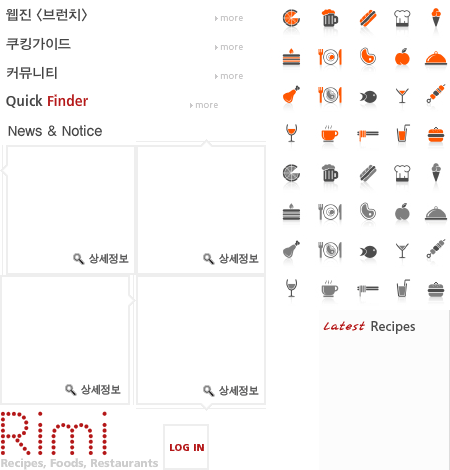 웹진 <브런치>
more
쿠킹가이드
more
커뮤니티
more
Quick Finder
more
News & Notice
상세정보
상세정보
상세정보
상세정보
Latest Recipes
Rimi
Recipes, Foods, Restaurants
LOG IN